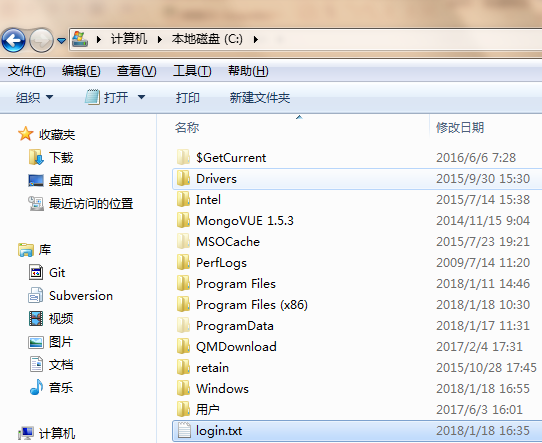 计算机 ▸ 本地磁盘 (C:) ▸
文件(F) 编辑(E) 查看(V) 工具(T) 帮助(H)
组织 打开 打印 新建文件夹
收藏夹
下载
桌面
最近访问的位置
库
Git
Subversion
视频
图片
文档
音乐
计算机
名称 修改日期
$GetCurrent 2016/6/6 7:28
Drivers 2015/9/30 15:30
Intel 2015/7/14 15:38
MongoVUE 1.5.3 2014/11/15 9:04
MSOCache 2015/7/23 19:21
PerfLogs 2009/7/14 11:20
Program Files 2018/1/11 14:46
Program Files (x86) 2018/1/18 10:30
ProgramData 2018/1/17 11:31
QMDownload 2017/2/4 17:31
retain 2015/10/28 17:45
Windows 2018/1/18 16:55
用户 2017/6/3 16:01
login.txt 2018/1/18 16:35